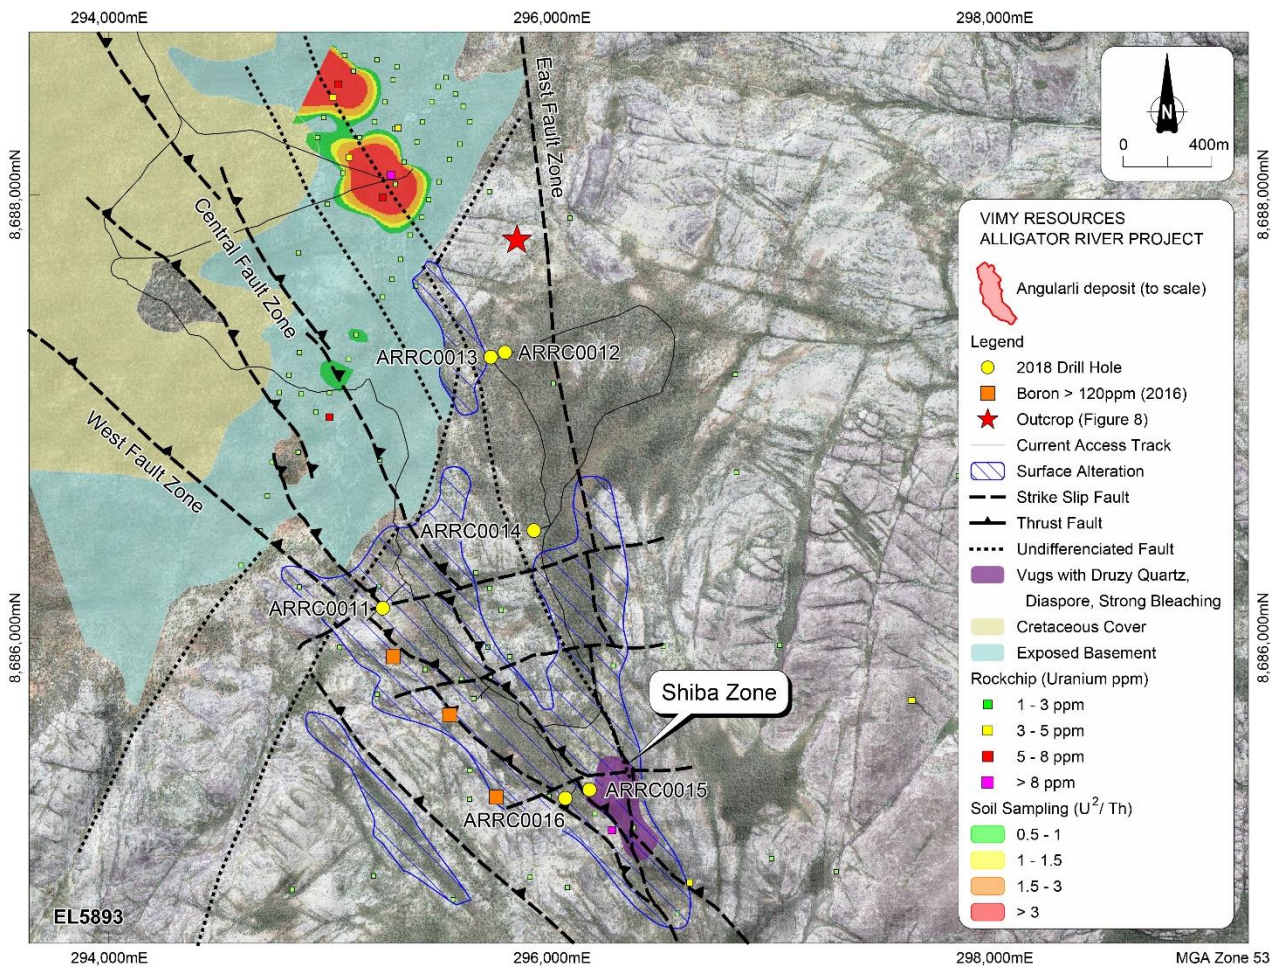 294,000mE
296,000mE
298,000mE
8,688,000mN
8,686,000mN
8,688,000mN
8,686,000mN
East Fault Zone
Central Fault Zone
West Fault Zone
ARRC0013
ARRC0012
ARRC0014
ARRC0011
Shiba Zone
ARRC0015
ARRC0016
EL5893
N
0 400m
VIMY RESOURCES
ALLIGATOR RIVER PROJECT
Angularli deposit (to scale)
Legend
2018 Drill Hole
Boron > 120ppm (2016)
Outcrop (Figure 8)
Current Access Track
Surface Alteration
Strike Slip Fault
Thrust Fault
Undifferenciated Fault
Vugs with Druzy Quartz,
Diaspore, Strong Bleaching
Cretaceous Cover
Exposed Basement
Rockchip (Uranium ppm)
1 - 3 ppm
3 - 5 ppm
5 - 8 ppm
> 8 ppm
Soil Sampling (U²/ Th)
0.5 - 1
1 - 1.5
1.5 - 3
> 3
294,000mE
296,000mE
298,000mE
MGA Zone 53